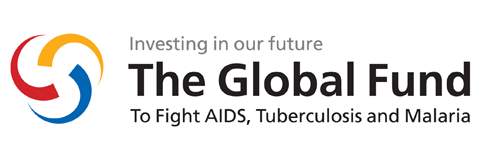 Investing in our future
The Global Fund
To Fight AIDS, Tuberculosis and Malaria